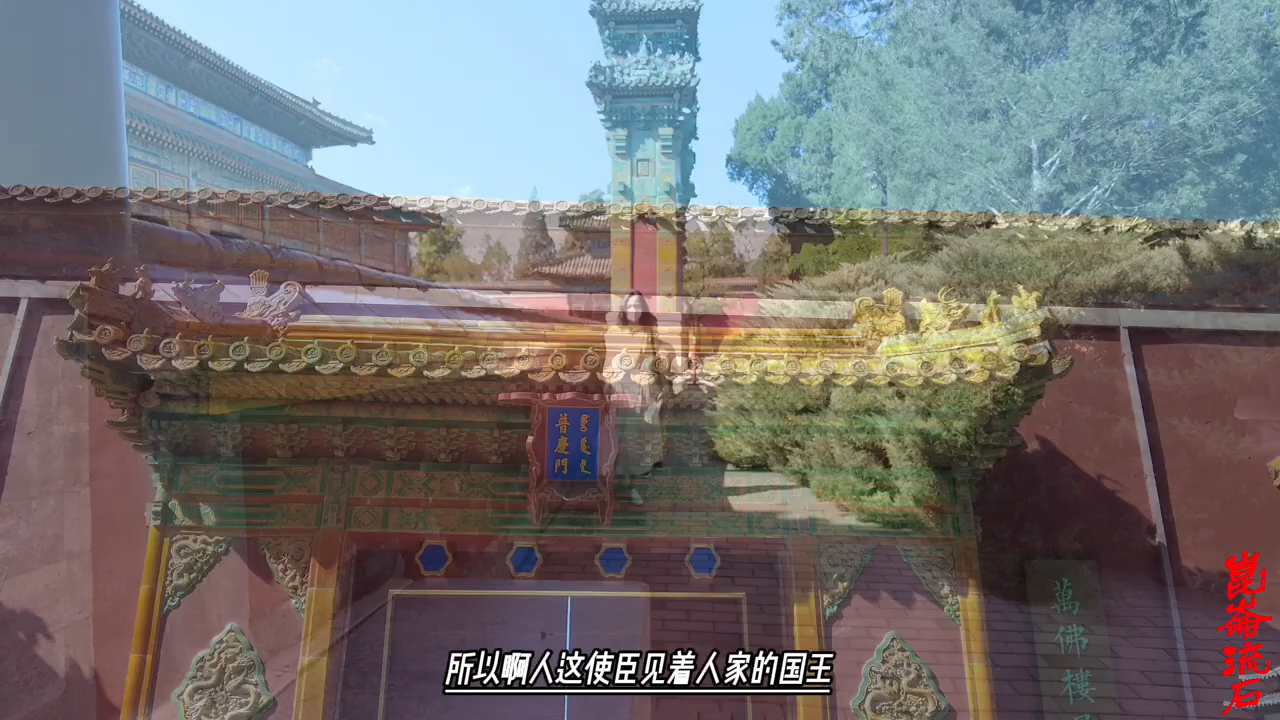 普慶門
萬佛樓
所以啊人这使臣见着人家的国王
崑崙流石